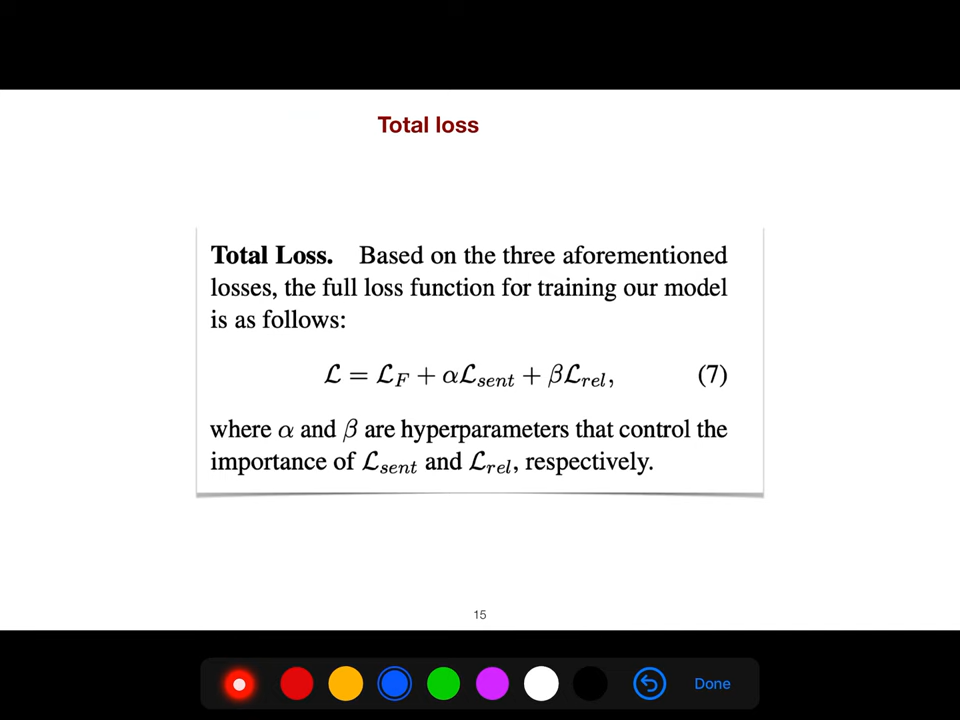 Total loss
Total Loss. Based on the three aforementioned
losses, the full loss function for training our model
is as follows:
ℒ = ℒ_F + αℒ_sent + βℒ_rel, (7)
where α and β are hyperparameters that control the
importance of ℒ_sent and ℒ_rel, respectively.
15
Done